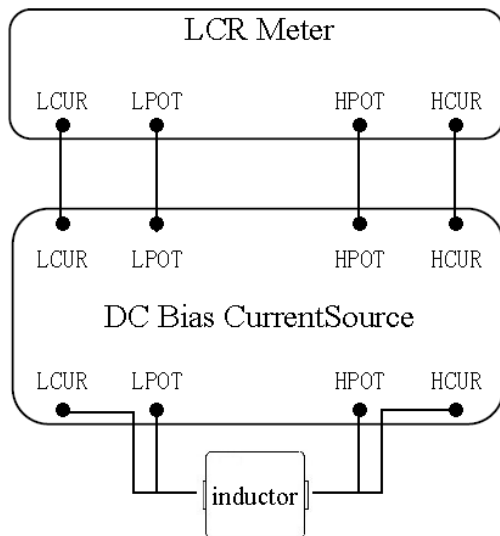 LCR Meter
LCUR LPOT HPOT HCUR
LCUR LPOT HPOT HCUR
DC Bias CurrentSource
LCUR LPOT HPOT HCUR
inductor